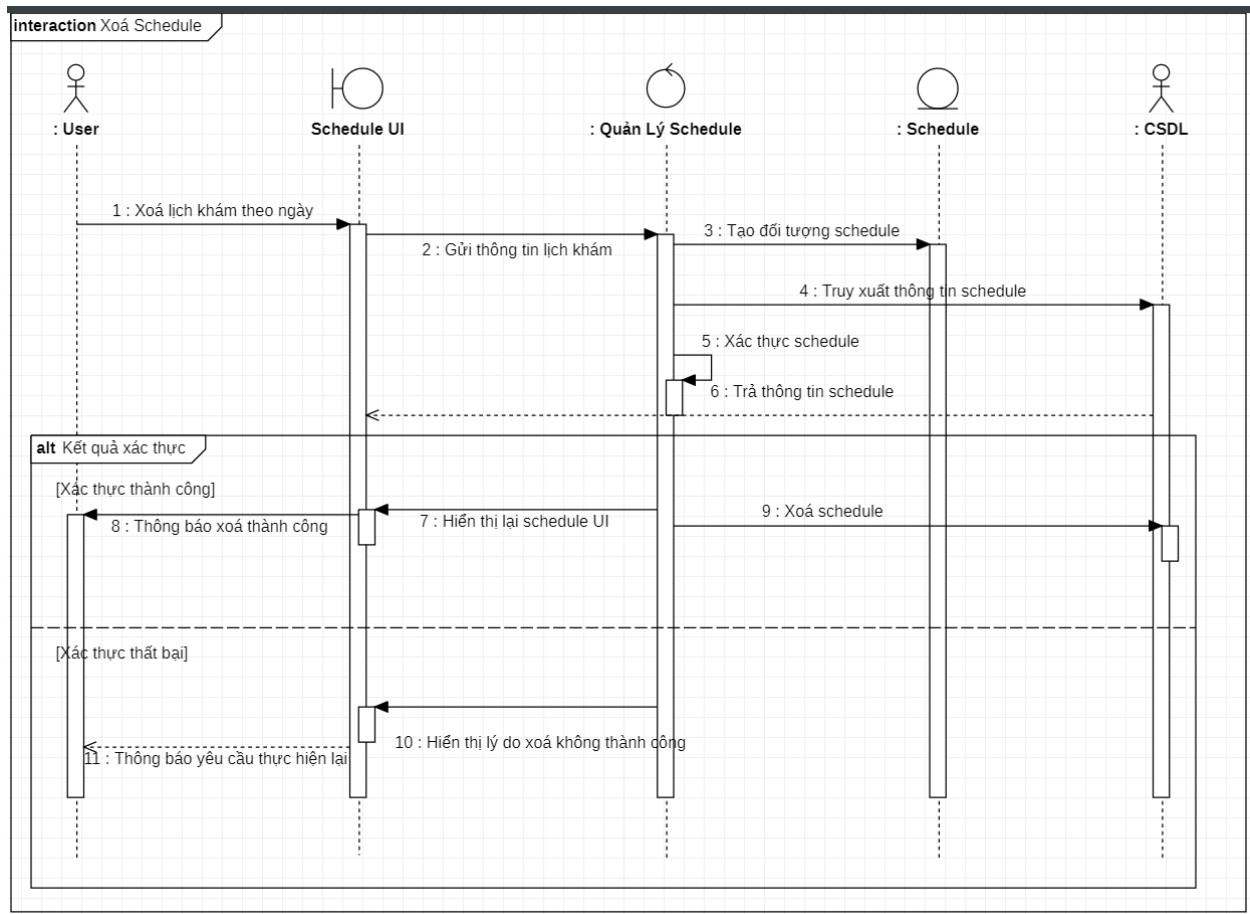 interaction Xoá Schedule
: User
Schedule UI
: Quản Lý Schedule
: Schedule
: CSDL
1 : Xoá lịch khám theo ngày
2 : Gửi thông tin lịch khám
3 : Tạo đối tượng schedule
4 : Truy xuất thông tin schedule
5 : Xác thực schedule
6 : Trả thông tin schedule
alt Kết quả xác thực
[Xác thực thành công]
8 : Thông báo xoá thành công
7 : Hiển thị lại schedule UI
9 : Xoá schedule
[Xác thực thất bại]
10 : Hiển thị lý do xoá không thành công
11 : Thông báo yêu cầu thực hiện lại